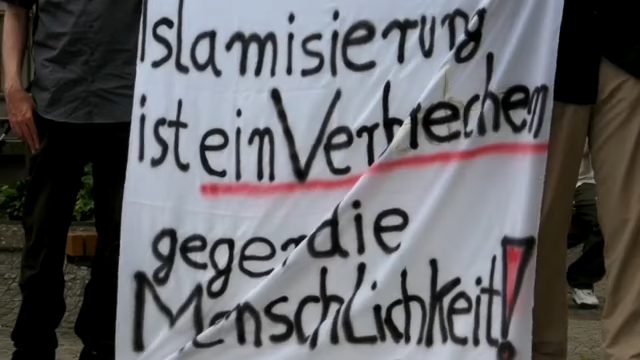 Islamisierung
ist ein Verbrechen
gegen die
Menschlichkeit!